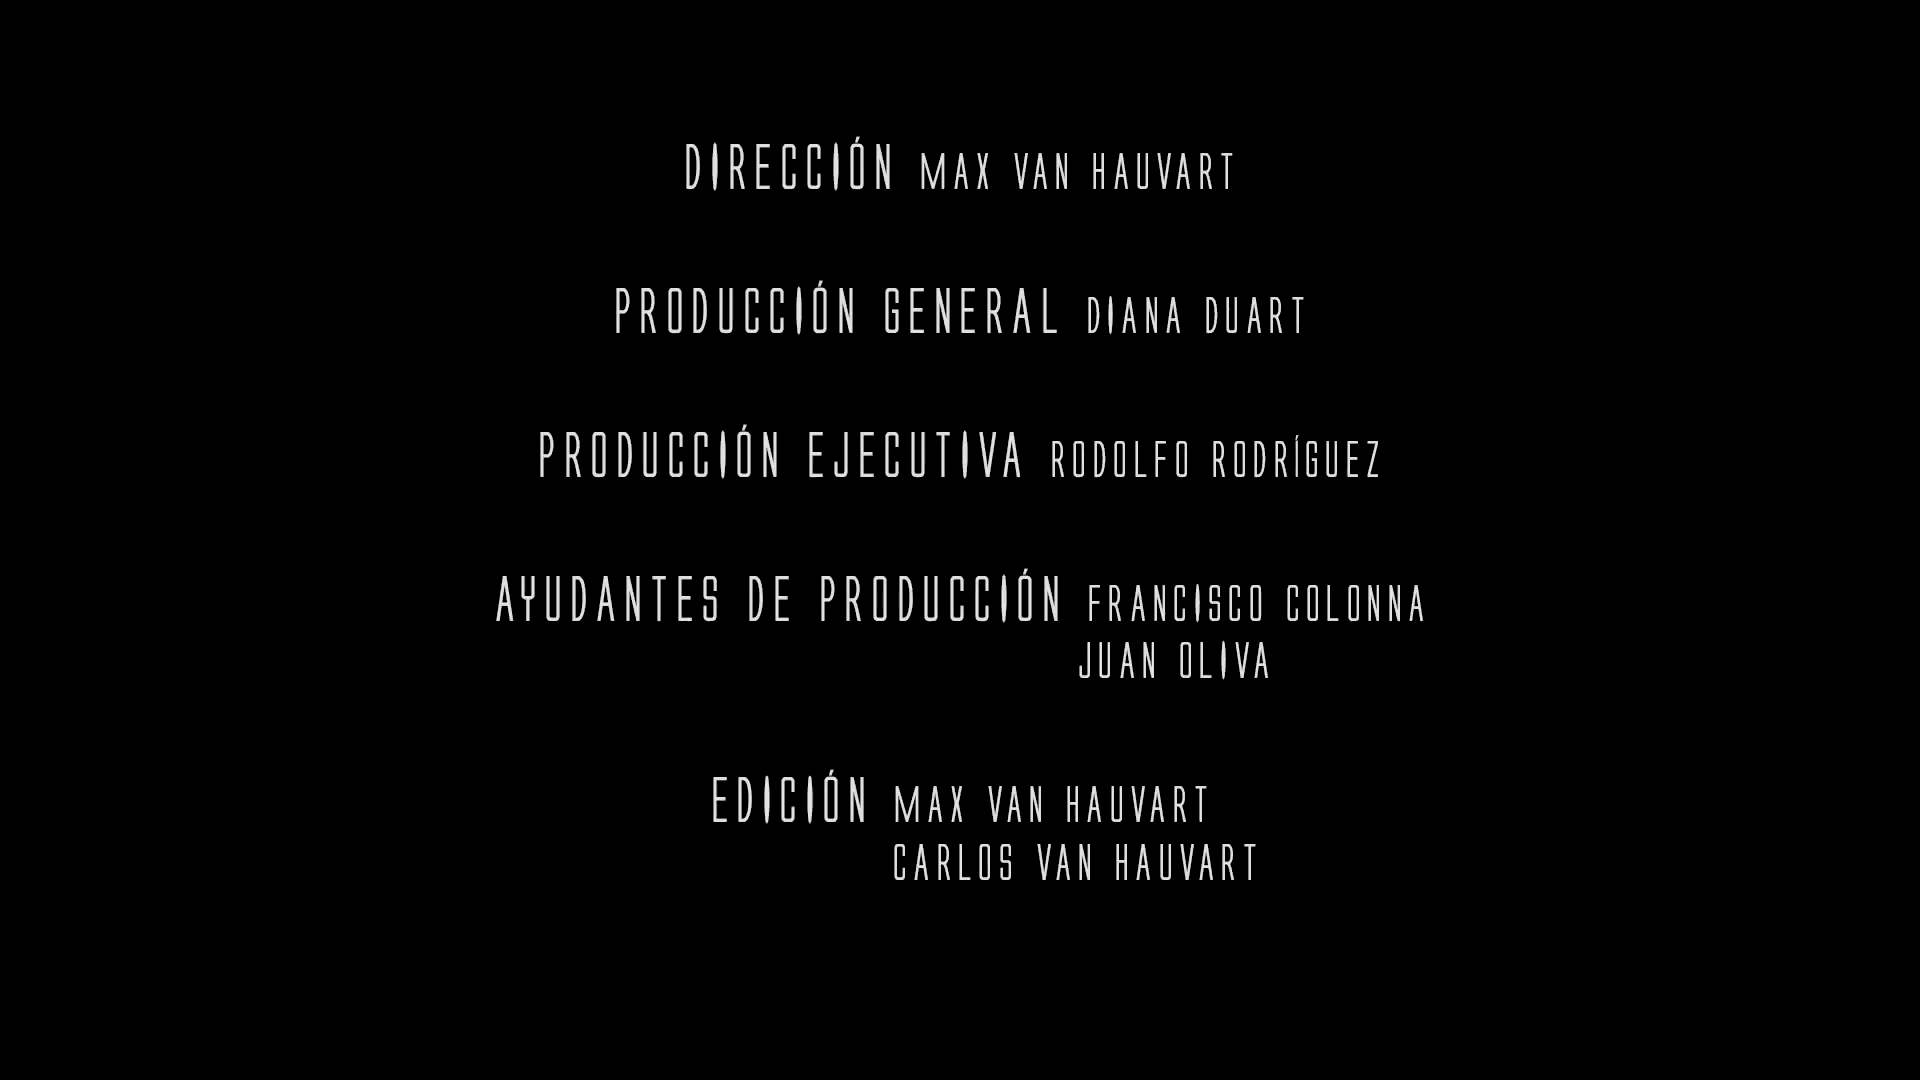 DIRECCIÓN MAX VAN HAUVART
PRODUCCIÓN GENERAL DIANA DUART
PRODUCCIÓN EJECUTIVA RODOLFO RODRÍGUEZ
AYUDANTES DE PRODUCCIÓN FRANCISCO COLONNA
JUAN OLIVA
EDICIÓN MAX VAN HAUVART
CARLOS VAN HAUVART